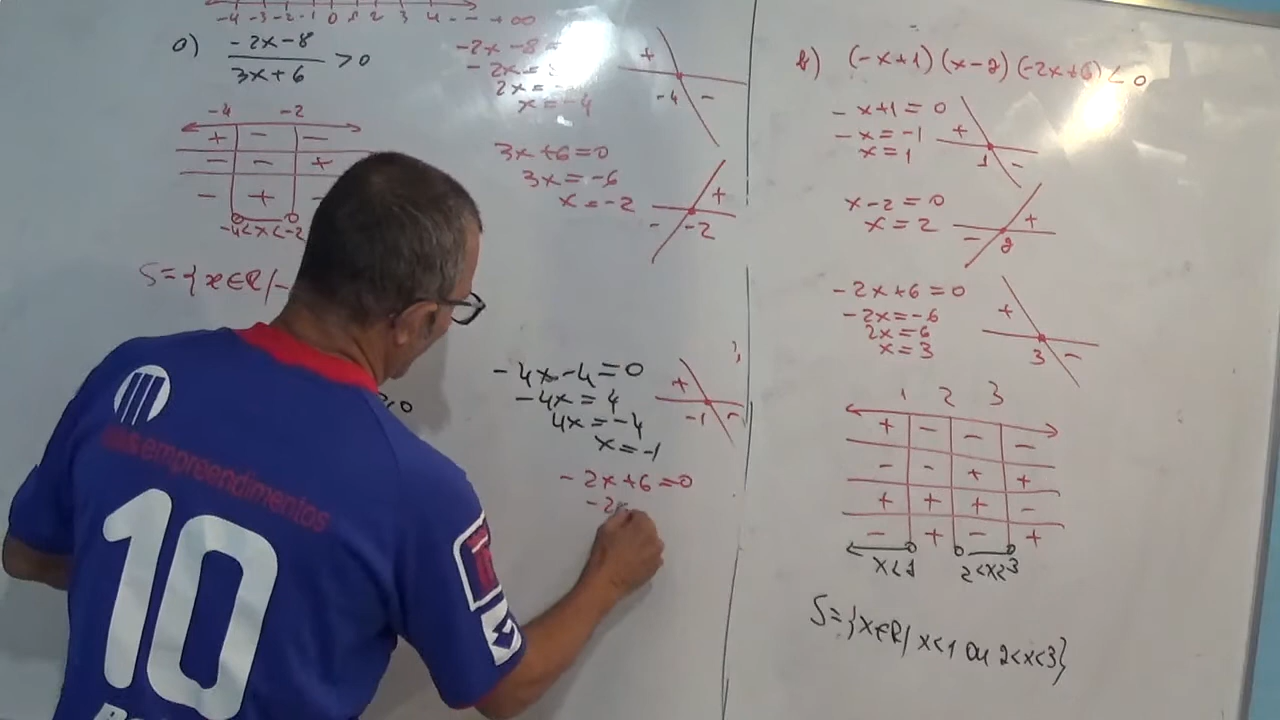 -4 -3 -2 -1 0 1 2 3 4 +∞
a) (-2x-8)/(3x+6) > 0
-4 -2
+ - -
- - +
- +
-4<x<-2
S={x∈R/-
-2x-8=
-2x=
2x=
x=-4
+ -4 -
3x+6=0
3x=-6
x=-2
- -2 +
-4x-4=0
-4x=4
4x=-4
x=-1
+ -1 -
-2x+6=0
-2x
≥0
b) (-x+1)(x-2)(-2x+6)<0
-x+1=0
-x=-1
x=1
+ 1 -
x-2=0
x=2
- 2 +
-2x+6=0
-2x=-6
2x=6
x=3
+ 3 -
1 2 3
+ - - -
- - + +
+ + + -
- + - +
x<1 2<x<3
S={x∈R/x<1 ou 2<x<3}
empreendimentos
10